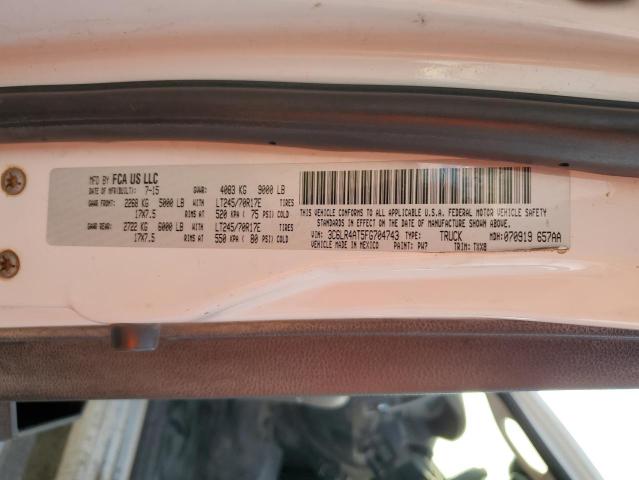 MFD BY FCA US LLC
DATE OF MFR(BUILT): 7-15 GVWR: 4083 KG 9000 LB
GAWR FRONT: 2268 KG 5000 LB WITH LT245/70R17E TIRES
17X7.5 RIMS AT 520 KPA ( 75 PSI) COLD
GAWR REAR: 2722 KG 6000 LB WITH LT245/70R17E TIRES
17X7.5 RIMS AT 550 KPA ( 80 PSI) COLD
THIS VEHICLE CONFORMS TO ALL APPLICABLE U.S.A. FEDERAL MOTOR VEHICLE SAFETY
STANDARDS IN EFFECT ON THE DATE OF MANUFACTURE SHOWN ABOVE.
VIN: 3C6LR4AT5FG704743 TYPE: TRUCK MDH: 070919 657AA
VEHICLE MADE IN MEXICO PAINT: PW7 TRIM: TXX8